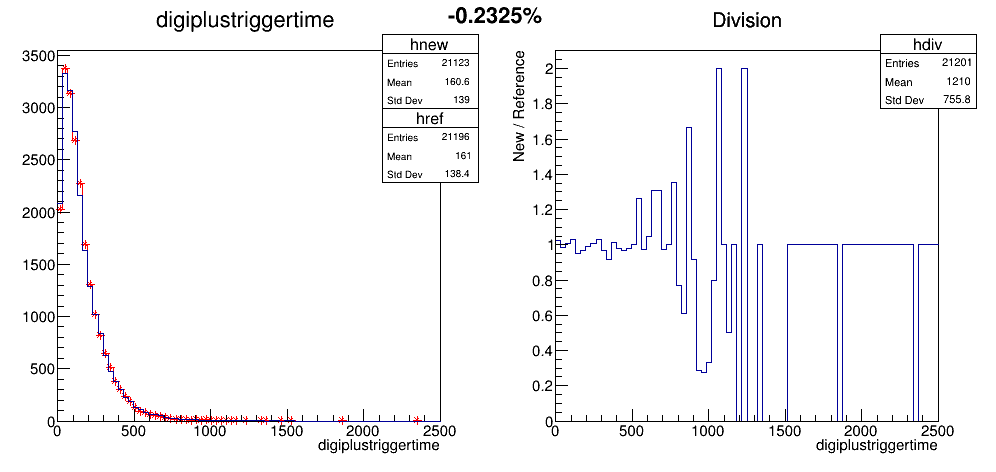 -0.2325%
digiplustriggertime
hnew
Entries 21123
Mean 160.6
Std Dev 139
href
Entries 21196
Mean 161
Std Dev 138.4
3500
3000
2500
2000
1500
1000
500
0
0 500 1000 1500 2000 2500
digiplustriggertime
Division
hdiv
Entries 21201
Mean 1210
Std Dev 755.8
New / Reference
2
1.8
1.6
1.4
1.2
1
0.8
0.6
0.4
0.2
0
0 500 1000 1500 2000 2500
digiplustriggertime